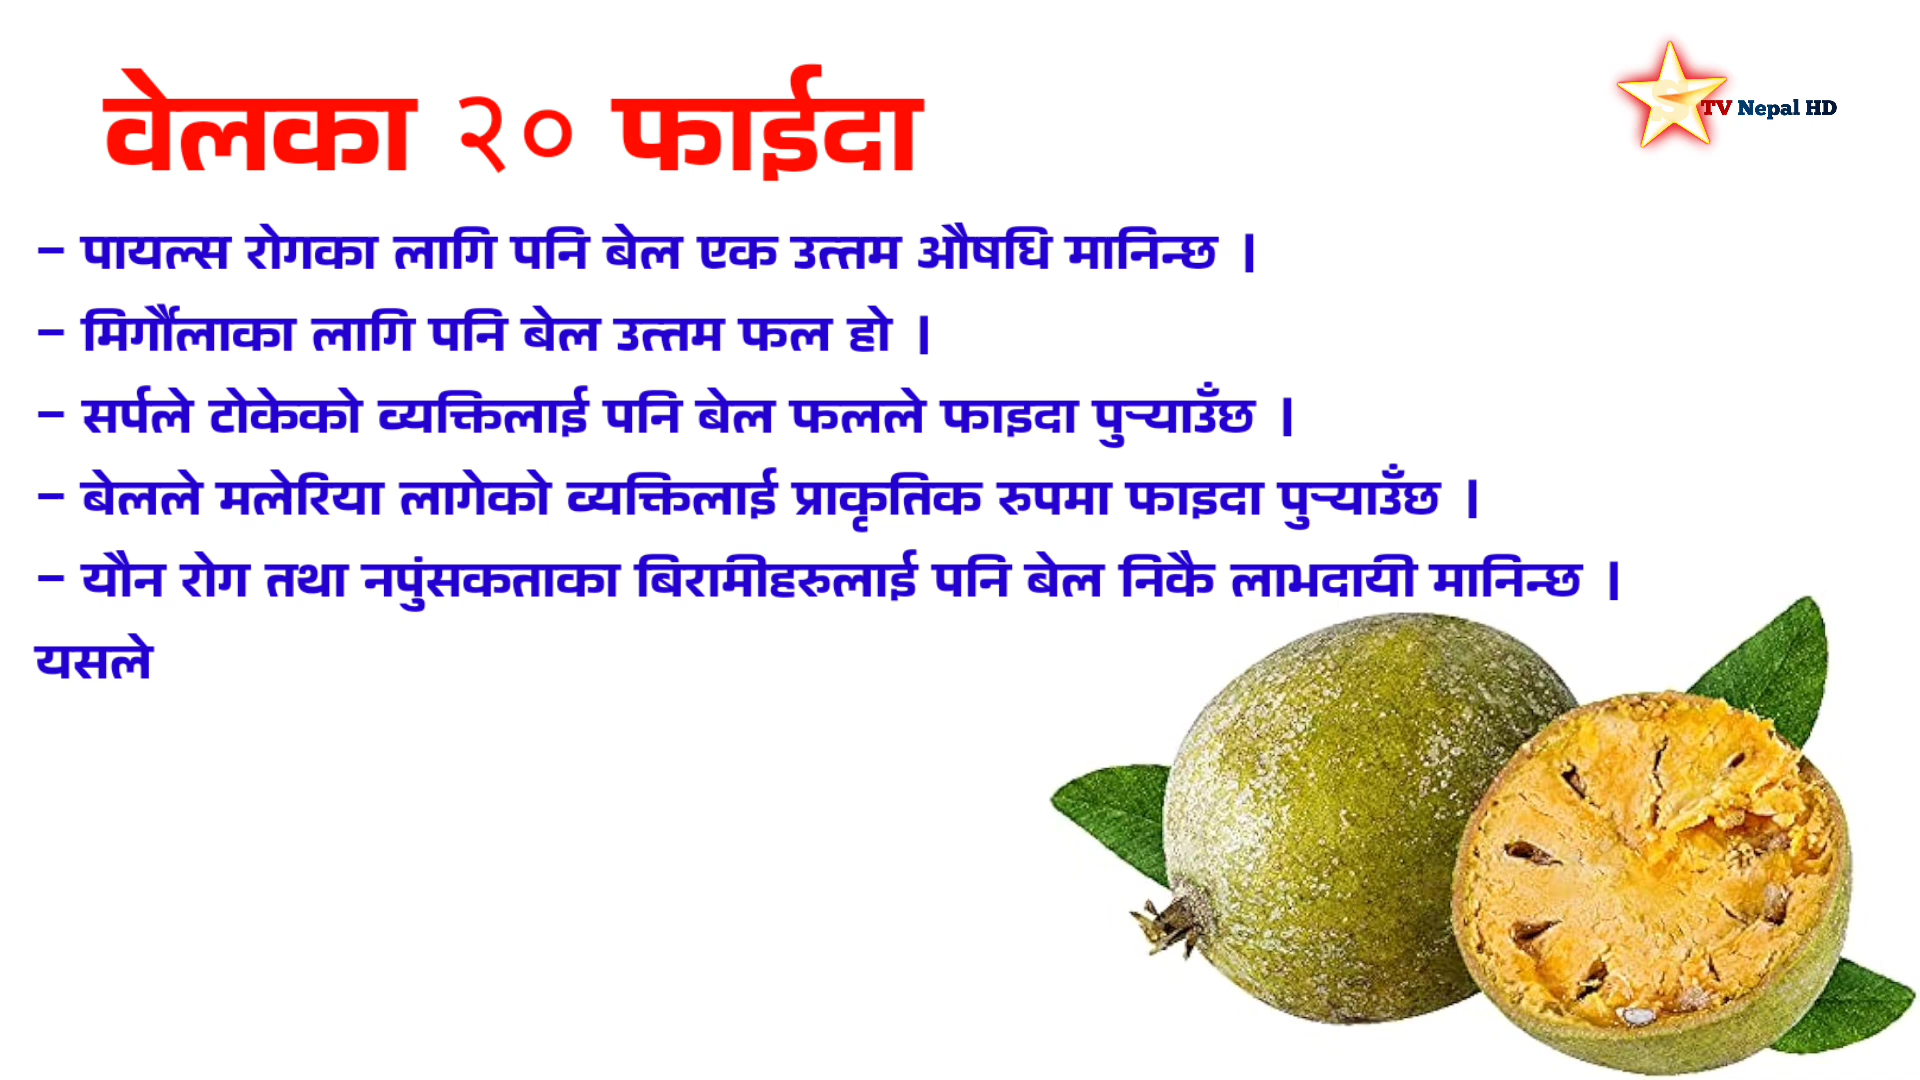 वेलका २० फाईदा
S TV Nepal HD
– पायल्स रोगका लागि पनि बेल एक उत्तम औषधि मानिन्छ ।
– मिर्गौलाका लागि पनि बेल उत्तम फल हो ।
– सर्पले टोकेको व्यक्तिलाई पनि बेल फलले फाइदा पुऱ्याउँछ ।
– बेलले मलेरिया लागेको व्यक्तिलाई प्राकृतिक रुपमा फाइदा पुऱ्याउँछ ।
– यौन रोग तथा नपुंसकताका बिरामीहरुलाई पनि बेल निकै लाभदायी मानिन्छ ।
यसले